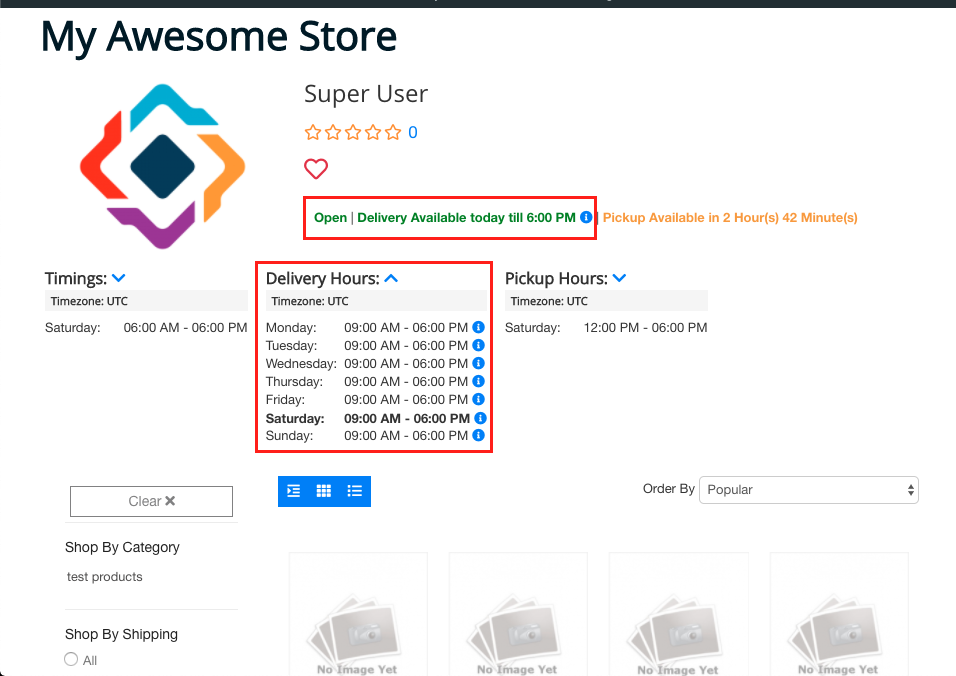 My Awesome Store
Super User
0
Open | Delivery Available today till 6:00 PM | Pickup Available in 2 Hour(s) 42 Minute(s)
Timings:
Timezone: UTC
Saturday: 06:00 AM - 06:00 PM
Delivery Hours:
Timezone: UTC
Monday: 09:00 AM - 06:00 PM
Tuesday: 09:00 AM - 06:00 PM
Wednesday: 09:00 AM - 06:00 PM
Thursday: 09:00 AM - 06:00 PM
Friday: 09:00 AM - 06:00 PM
Saturday: 09:00 AM - 06:00 PM
Sunday: 09:00 AM - 06:00 PM
Pickup Hours:
Timezone: UTC
Saturday: 12:00 PM - 06:00 PM
Clear
Order By Popular
Shop By Category
test products
Shop By Shipping
All
No Image Yet
No Image Yet
No Image Yet
No Image Yet